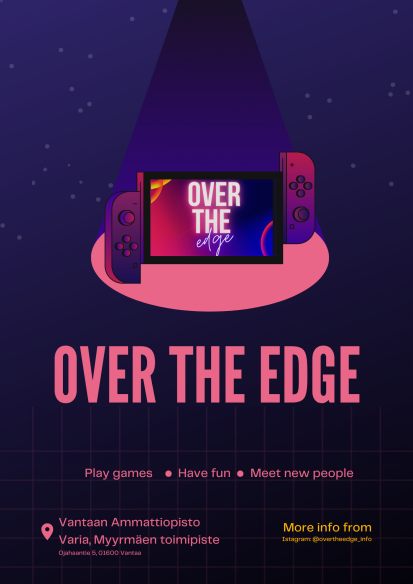 OVER
THE
edge
OVER THE EDGE
Play games ● Have fun ● Meet new people
Vantaan Ammattiopisto
Varia, Myyrmäen toimipiste
Ojahaantie 5, 01600 Vantaa
More info from
Istagram: @overtheedge_info